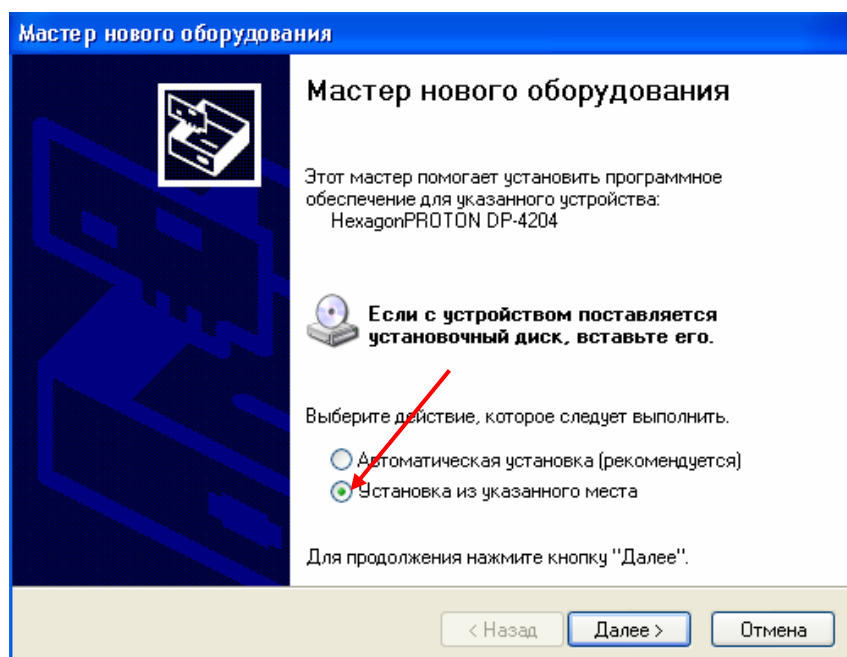 Мастер нового оборудования
Мастер нового оборудования
Этот мастер помогает установить программное
обеспечение для указанного устройства:
HexagonPROTON DP-4204
Если с устройством поставляется
установочный диск, вставьте его.
Выберите действие, которое следует выполнить.
Автоматическая установка (рекомендуется)
Установка из указанного места
Для продолжения нажмите кнопку "Далее".
< Назад
Далее >
Отмена